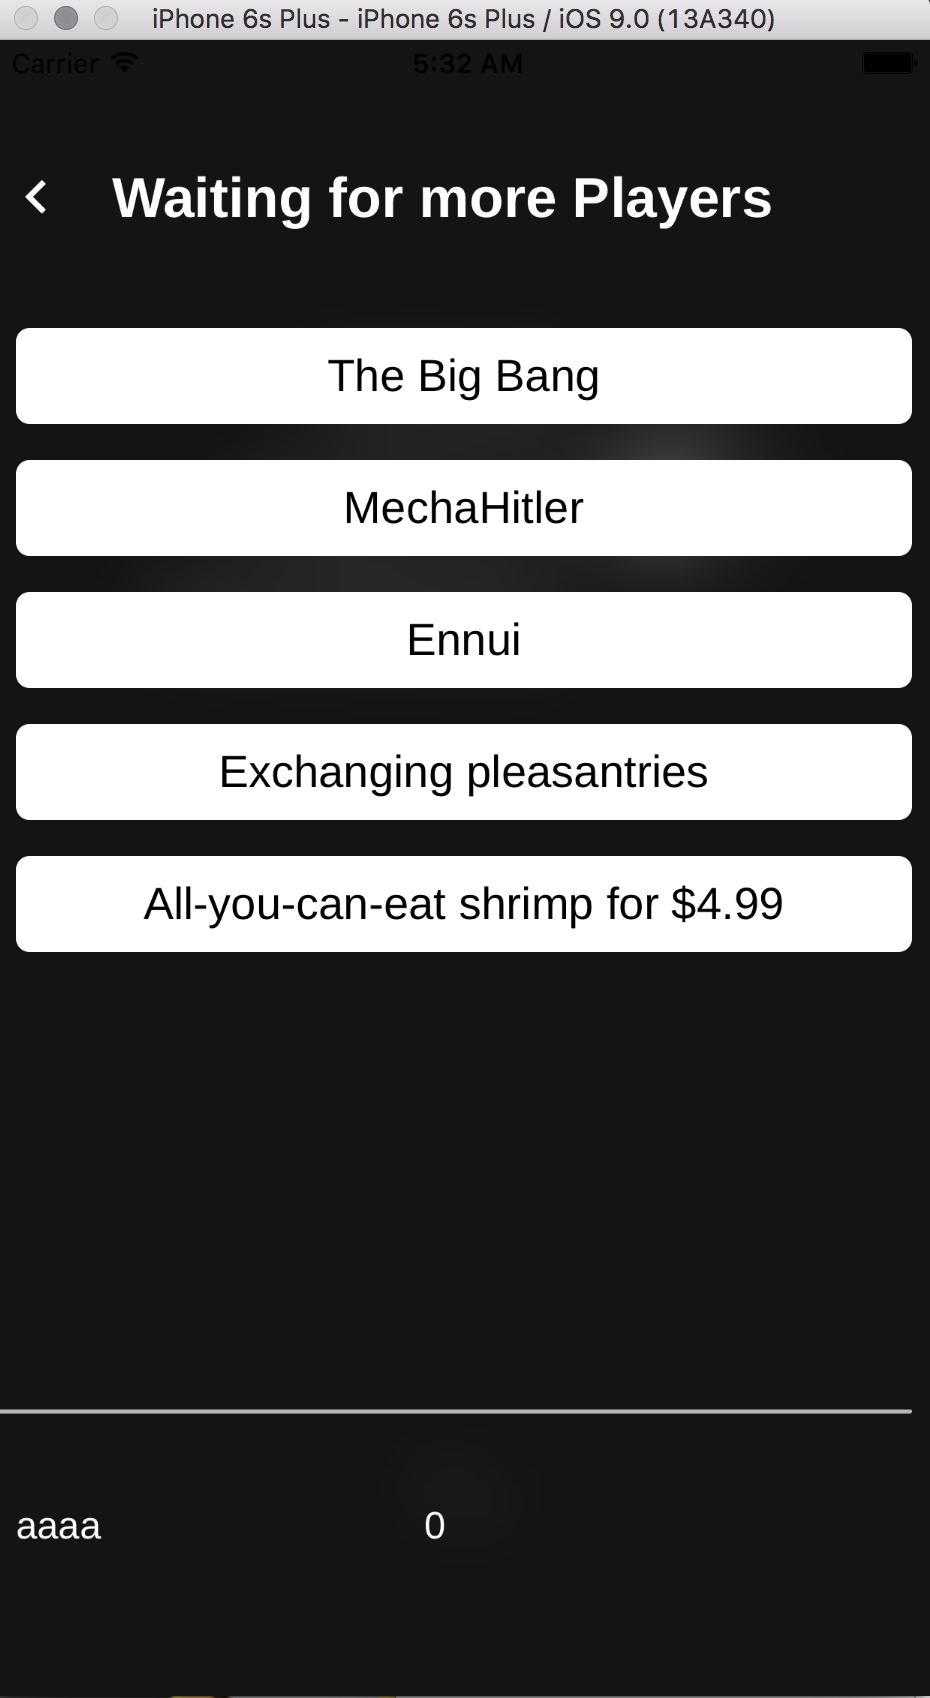 iPhone 6s Plus - iPhone 6s Plus / iOS 9.0 (13A340)
Carrier 5:32 AM
Waiting for more Players
The Big Bang
MechaHitler
Ennui
Exchanging pleasantries
All-you-can-eat shrimp for $4.99
aaaa 0